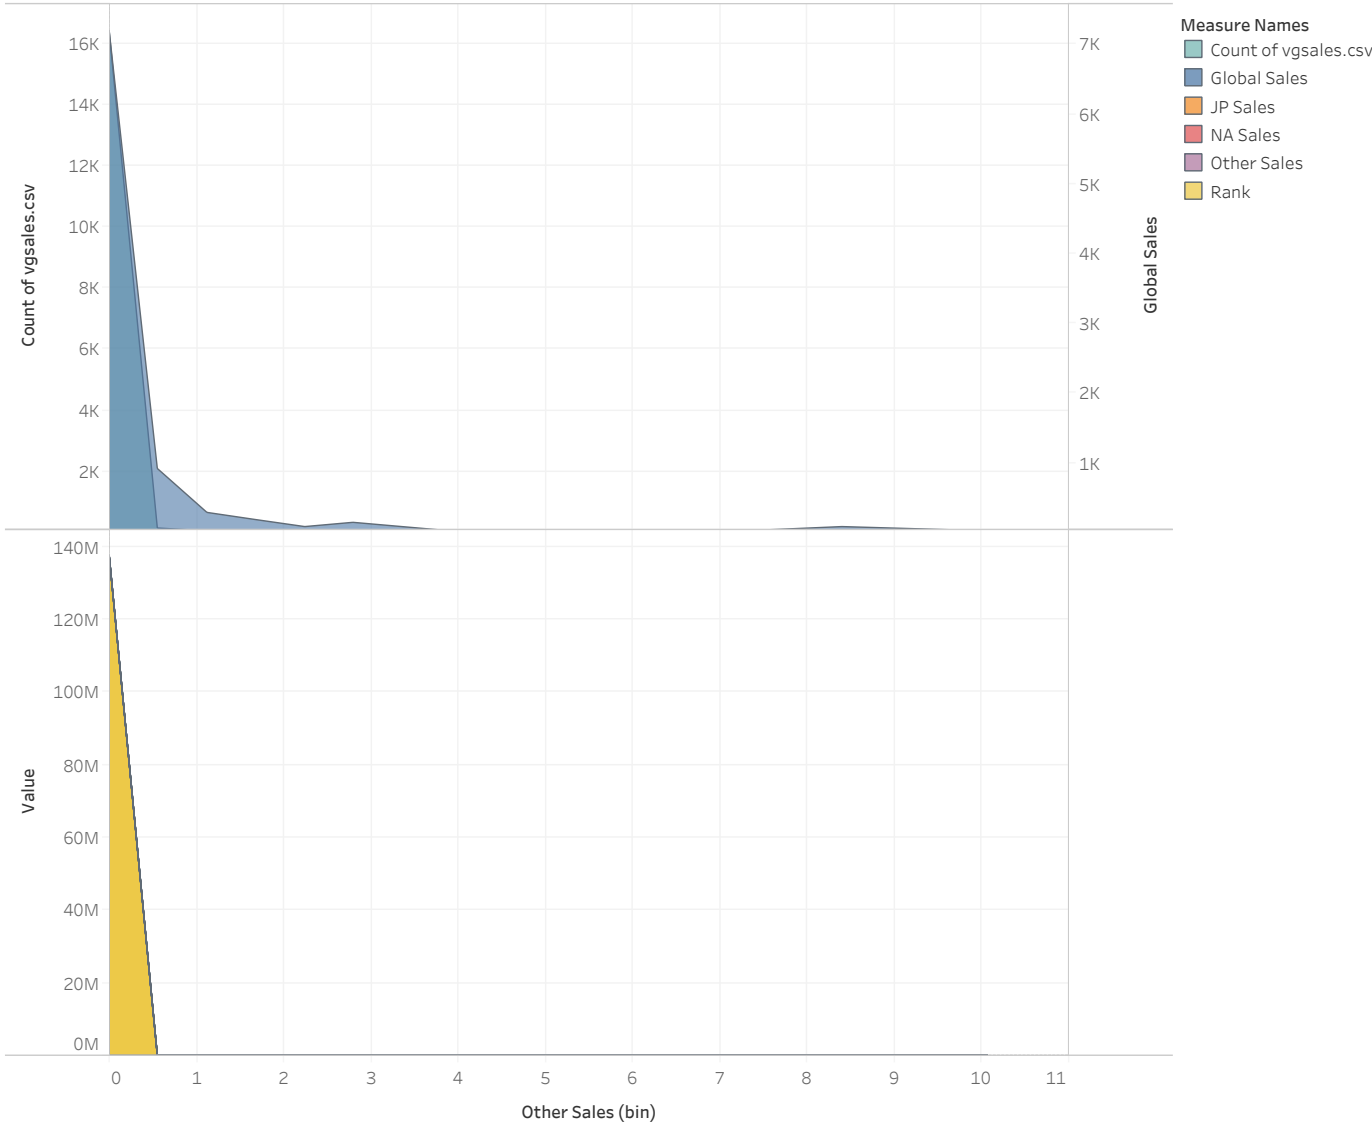 Measure Names
Count of vgsales.csv
Global Sales
JP Sales
NA Sales
Other Sales
Rank
Count of vgsales.csv
16K
14K
12K
10K
8K
6K
4K
2K
7K
6K
5K
4K
3K
2K
1K
Global Sales
Value
140M
120M
100M
80M
60M
40M
20M
0M
0 1 2 3 4 5 6 7 8 9 10 11
Other Sales (bin)